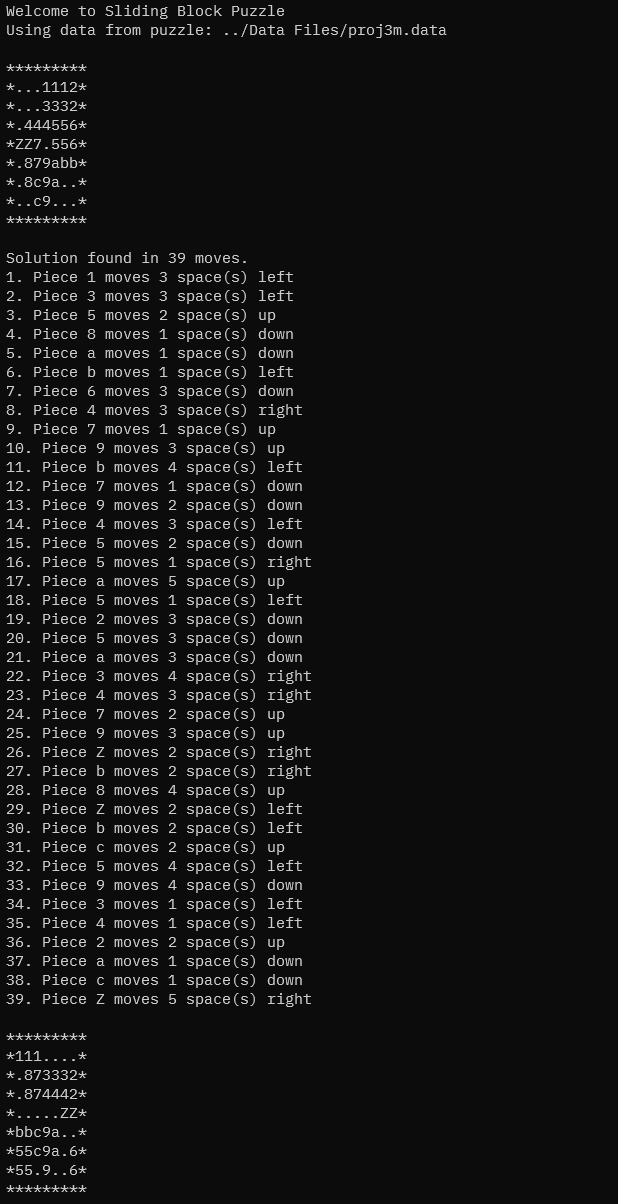 Welcome to Sliding Block Puzzle
Using data from puzzle: ../Data Files/proj3m.data

*********
*...1112*
*...3332*
*.444556*
*ZZ7.556*
*.879abb*
*.8c9a..*
*..c9...*
*********

Solution found in 39 moves.
1. Piece 1 moves 3 space(s) left
2. Piece 3 moves 3 space(s) left
3. Piece 5 moves 2 space(s) up
4. Piece 8 moves 1 space(s) down
5. Piece a moves 1 space(s) down
6. Piece b moves 1 space(s) left
7. Piece 6 moves 3 space(s) down
8. Piece 4 moves 3 space(s) right
9. Piece 7 moves 1 space(s) up
10. Piece 9 moves 3 space(s) up
11. Piece b moves 4 space(s) left
12. Piece 7 moves 1 space(s) down
13. Piece 9 moves 2 space(s) down
14. Piece 4 moves 3 space(s) left
15. Piece 5 moves 2 space(s) down
16. Piece 5 moves 1 space(s) right
17. Piece a moves 5 space(s) up
18. Piece 5 moves 1 space(s) left
19. Piece 2 moves 3 space(s) down
20. Piece 5 moves 3 space(s) down
21. Piece a moves 3 space(s) down
22. Piece 3 moves 4 space(s) right
23. Piece 4 moves 3 space(s) right
24. Piece 7 moves 2 space(s) up
25. Piece 9 moves 3 space(s) up
26. Piece Z moves 2 space(s) right
27. Piece b moves 2 space(s) right
28. Piece 8 moves 4 space(s) up
29. Piece Z moves 2 space(s) left
30. Piece b moves 2 space(s) left
31. Piece c moves 2 space(s) up
32. Piece 5 moves 4 space(s) left
33. Piece 9 moves 4 space(s) down
34. Piece 3 moves 1 space(s) left
35. Piece 4 moves 1 space(s) left
36. Piece 2 moves 2 space(s) up
37. Piece a moves 1 space(s) down
38. Piece c moves 1 space(s) down
39. Piece Z moves 5 space(s) right

*********
*111....*
*.873332*
*.874442*
*.....ZZ*
*bbc9a..*
*55c9a.6*
*55.9..6*
*********